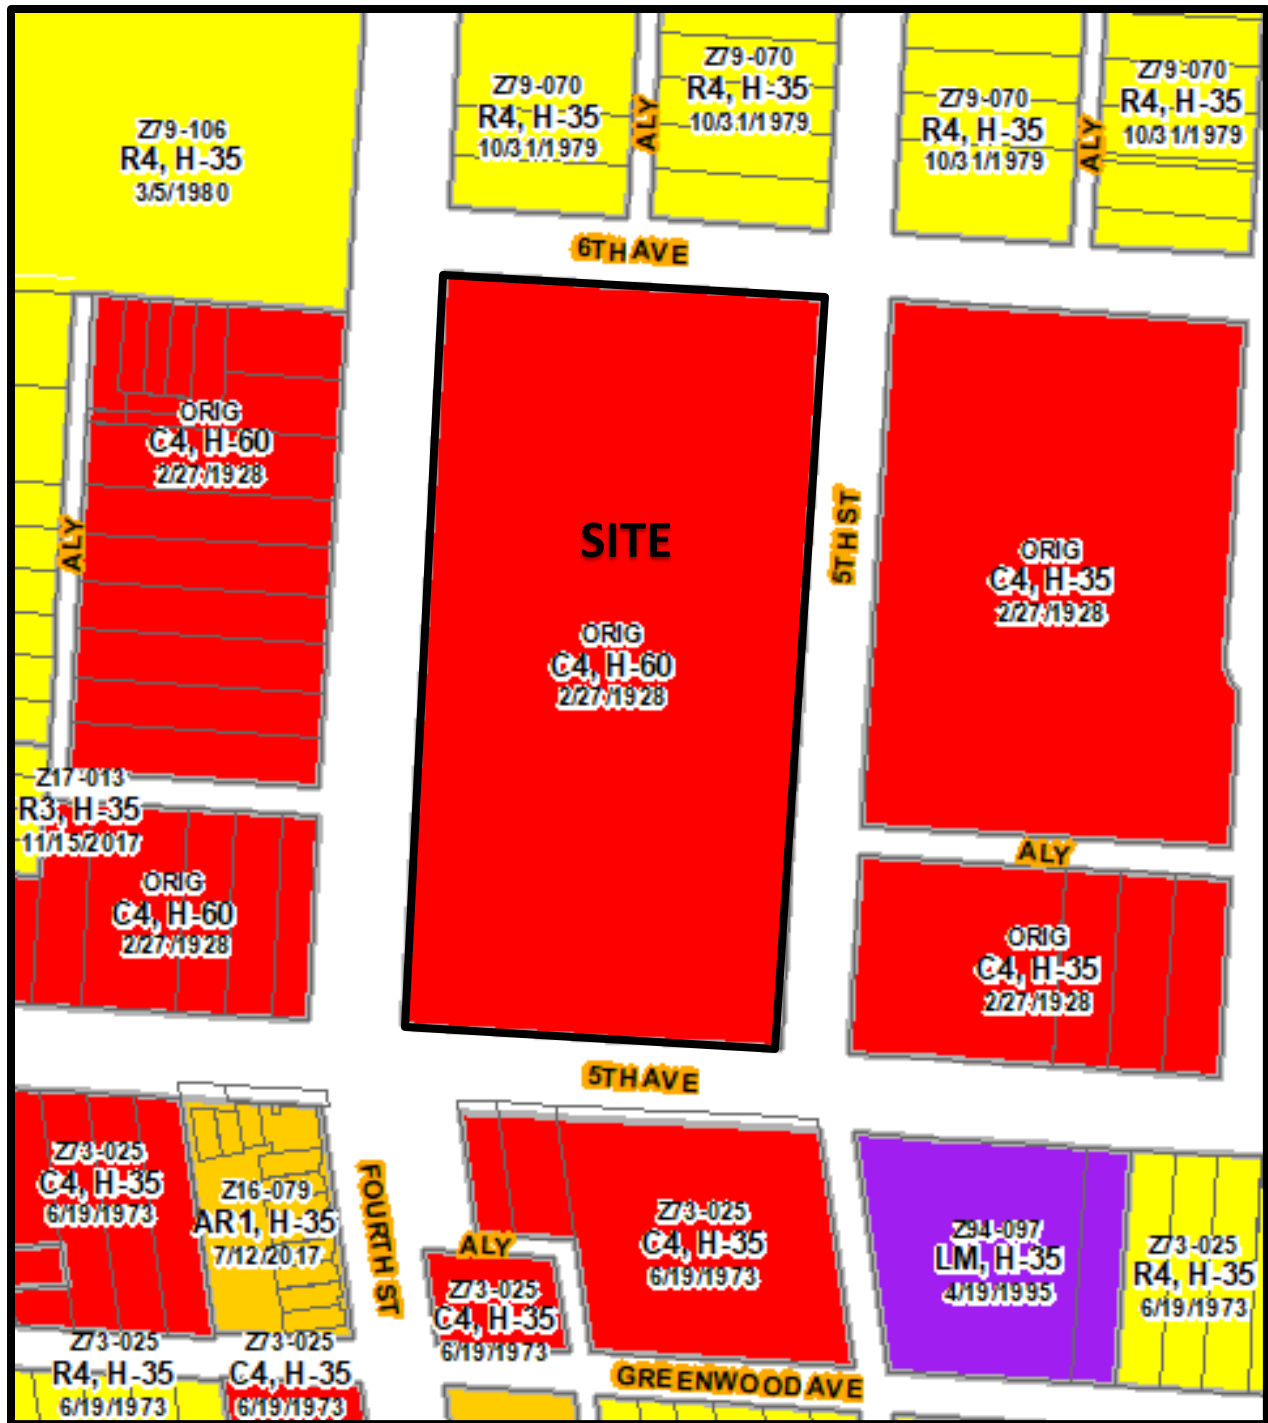 Z79-106
R4, H-35
3/5/1980
Z79-070
R4, H-35
10/31/1979
ALY
Z79-070
R4, H-35
10/31/1979
Z79-070
R4, H-35
10/31/1979
ALY
Z79-070
R4, H-35
10/31/1979
6TH AVE
ORIG
C4, H-60
2/27/1928
ALY
SITE
ORIG
C4, H-60
2/27/1928
5TH ST
ORIG
C4, H-35
2/27/1928
Z17-013
R3, H-35
11/15/2017
ORIG
C4, H-60
2/27/1928
ALY
ORIG
C4, H-35
2/27/1928
5TH AVE
Z73-025
C4, H-35
6/19/1973
Z16-079
AR1, H-35
7/12/2017
FOURTH ST
ALY
Z73-025
C4, H-35
6/19/1973
Z73-025
C4, H-35
6/19/1973
Z94-097
LM, H-35
4/19/1995
Z73-025
R4, H-35
6/19/1973
Z73-025
R4, H-35
6/19/1973
Z73-025
C4, H-35
6/19/1973
GREENWOOD AVE